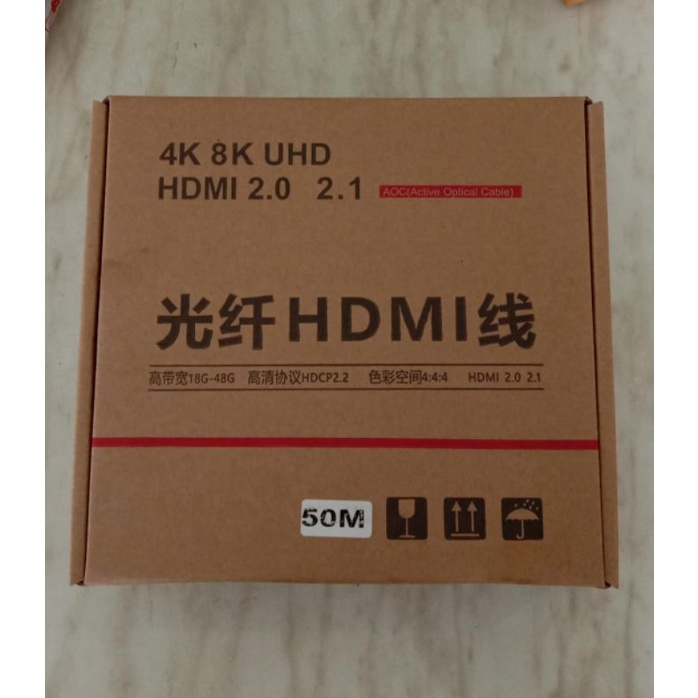 4K 8K UHD
HDMI 2.0 2.1 AOC(Active Optical Cable)
光纤HDMI线
高带宽18G-48G 高清协议HDCP2.2 色彩空间4:4:4 HDMI 2.0 2.1
50M